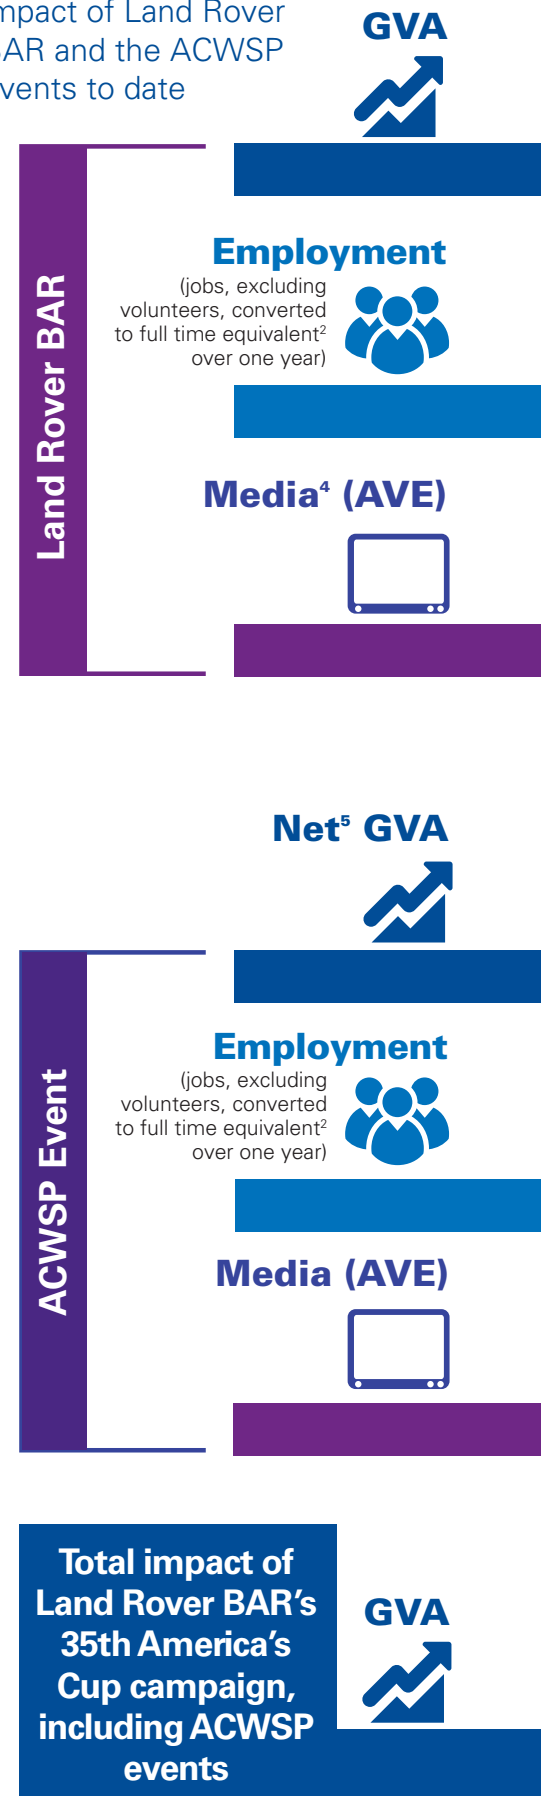 mpact of Land Rover
AR and the ACWSP
vents to date
GVA
Land Rover BAR
Employment
(jobs, excluding
volunteers, converted
to full time equivalent²
over one year)
Media⁴ (AVE)
Net⁵ GVA
ACWSP Event
Employment
(jobs, excluding
volunteers, converted
to full time equivalent²
over one year)
Media (AVE)
Total impact of
Land Rover BAR’s
35th America’s
Cup campaign,
including ACWSP
events
GVA